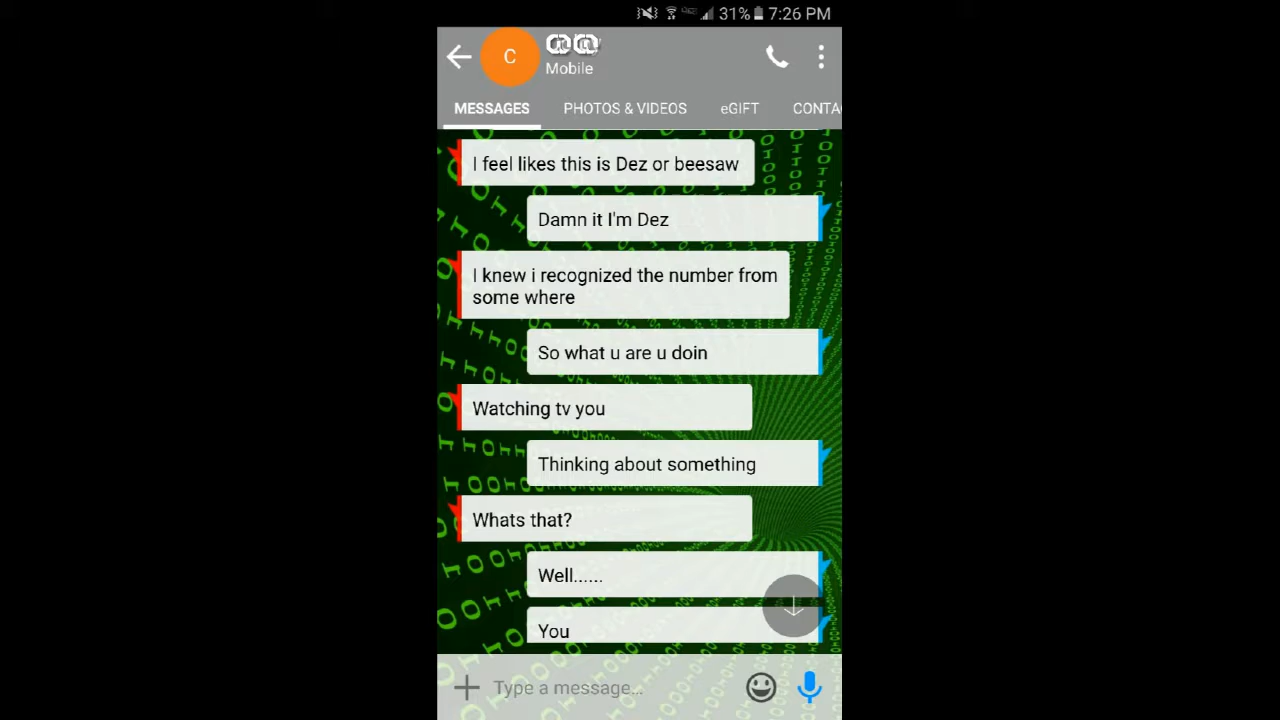 31% 7:26 PM
C
Mobile
MESSAGES PHOTOS & VIDEOS eGIFT CONTA
I feel likes this is Dez or beesaw
Damn it I'm Dez
I knew i recognized the number from
some where
So what u are u doin
Watching tv you
Thinking about something
Whats that?
Well......
You
Type a message...